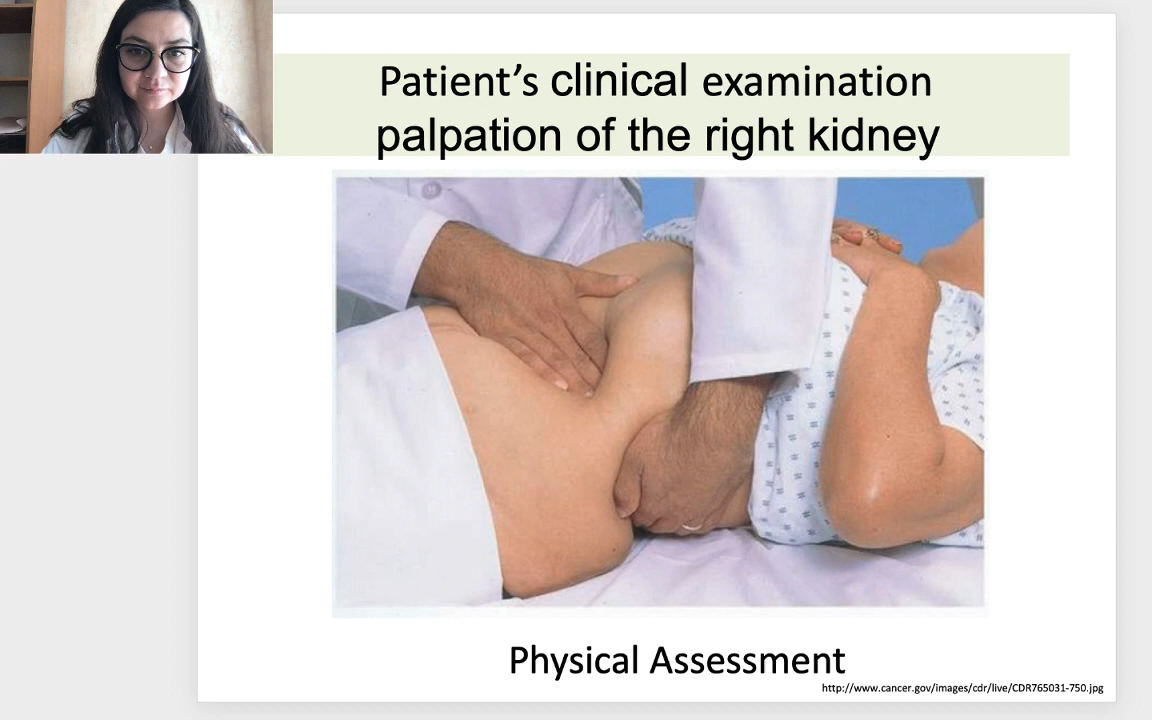 Patient’s clinical examination
palpation of the right kidney
Physical Assessment
http://www.cancer.gov/images/cdr/live/CDR765031-750.jpg